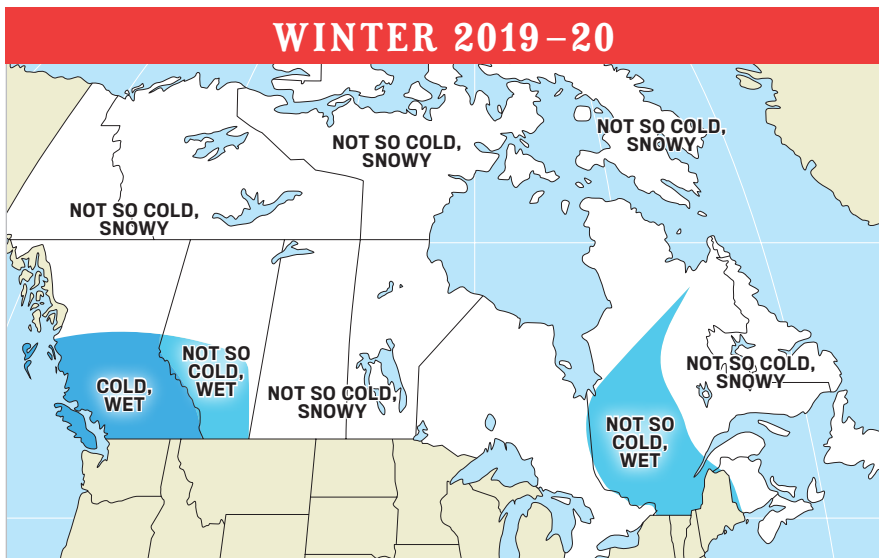 WINTER 2019–20
NOT SO COLD,
SNOWY
NOT SO COLD,
SNOWY
NOT SO COLD,
SNOWY
COLD,
WET
NOT SO
COLD,
WET
NOT SO COLD,
SNOWY
NOT SO COLD,
SNOWY
NOT SO
COLD,
WET